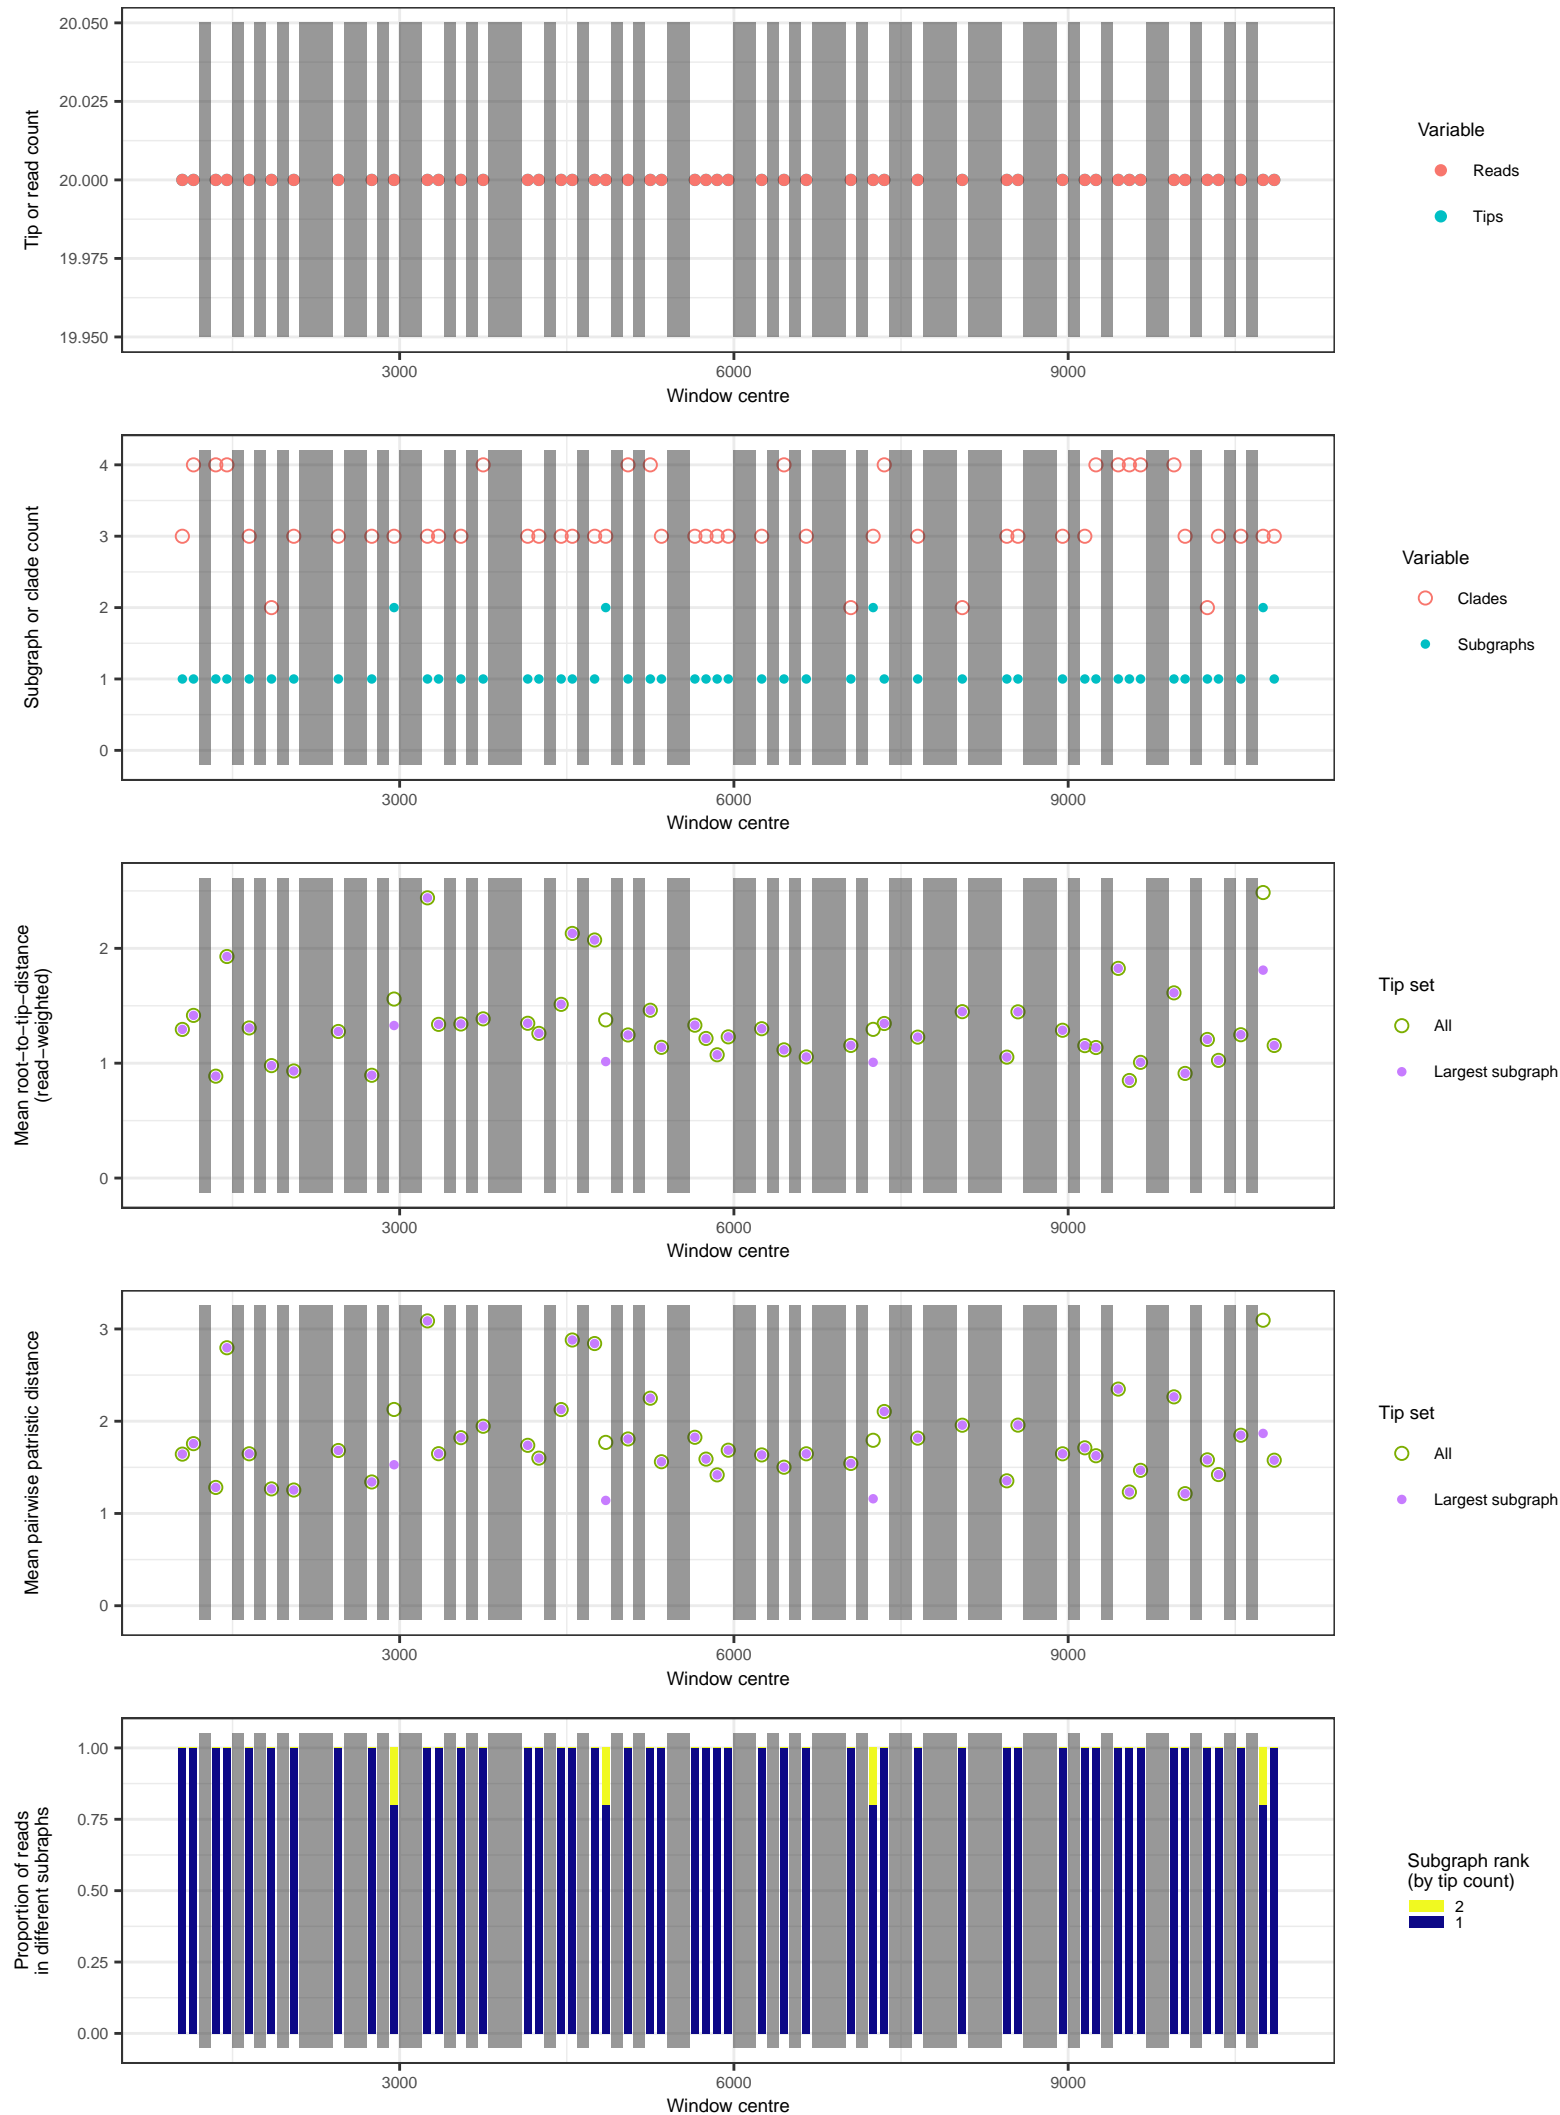 20.050
20.025
20.000
19.975
19.950
Tip or read count
3000
6000
9000
Window centre
Variable
Reads
Tips
4
3
2
1
0
Subgraph or clade count
3000
6000
9000
Window centre
Variable
Clades
Subgraphs
2
1
0
Mean root−to−tip−distance
(read−weighted)
3000
6000
9000
Window centre
Tip set
All
Largest subgraph
3
2
1
0
Mean pairwise patristic distance
3000
6000
9000
Window centre
Tip set
All
Largest subgraph
1.00
0.75
0.50
0.25
0.00
Proportion of reads
in different subraphs
3000
6000
9000
Window centre
Subgraph rank
(by tip count)
2
1